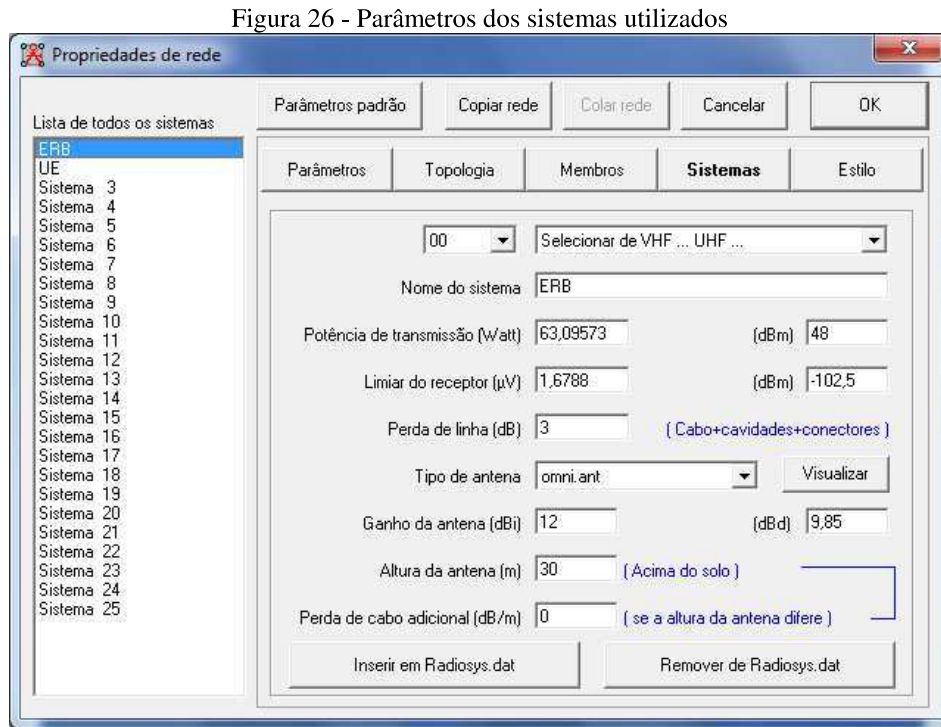 Figura 26 - Parâmetros dos sistemas utilizados
Propriedades de rede
Lista de todos os sistemas
ERB
UE
Sistema 3
Sistema 4
Sistema 5
Sistema 6
Sistema 7
Sistema 8
Sistema 9
Sistema 10
Sistema 11
Sistema 12
Sistema 13
Sistema 14
Sistema 15
Sistema 16
Sistema 17
Sistema 18
Sistema 19
Sistema 20
Sistema 21
Sistema 22
Sistema 23
Sistema 24
Sistema 25
Parâmetros padrão Copiar rede Colar rede Cancelar OK
Parâmetros Topologia Membros Sistemas Estilo
00 Selecionar de VHF ... UHF ...
Nome do sistema ERB
Potência de transmissão (Watt) 63,09573 (dBm) 48
Limiar do receptor (µV) 1,6788 (dBm) -102,5
Perda de linha (dB) 3 ( Cabo+cavidades+conectores )
Tipo de antena omni.ant Visualizar
Ganho da antena (dBi) 12 (dBd) 9,85
Altura da antena (m) 30 ( Acima do solo )
Perda de cabo adicional (dB/m) 0 ( se a altura da antena difere )
Inserir em Radiosys.dat Remover de Radiosys.dat